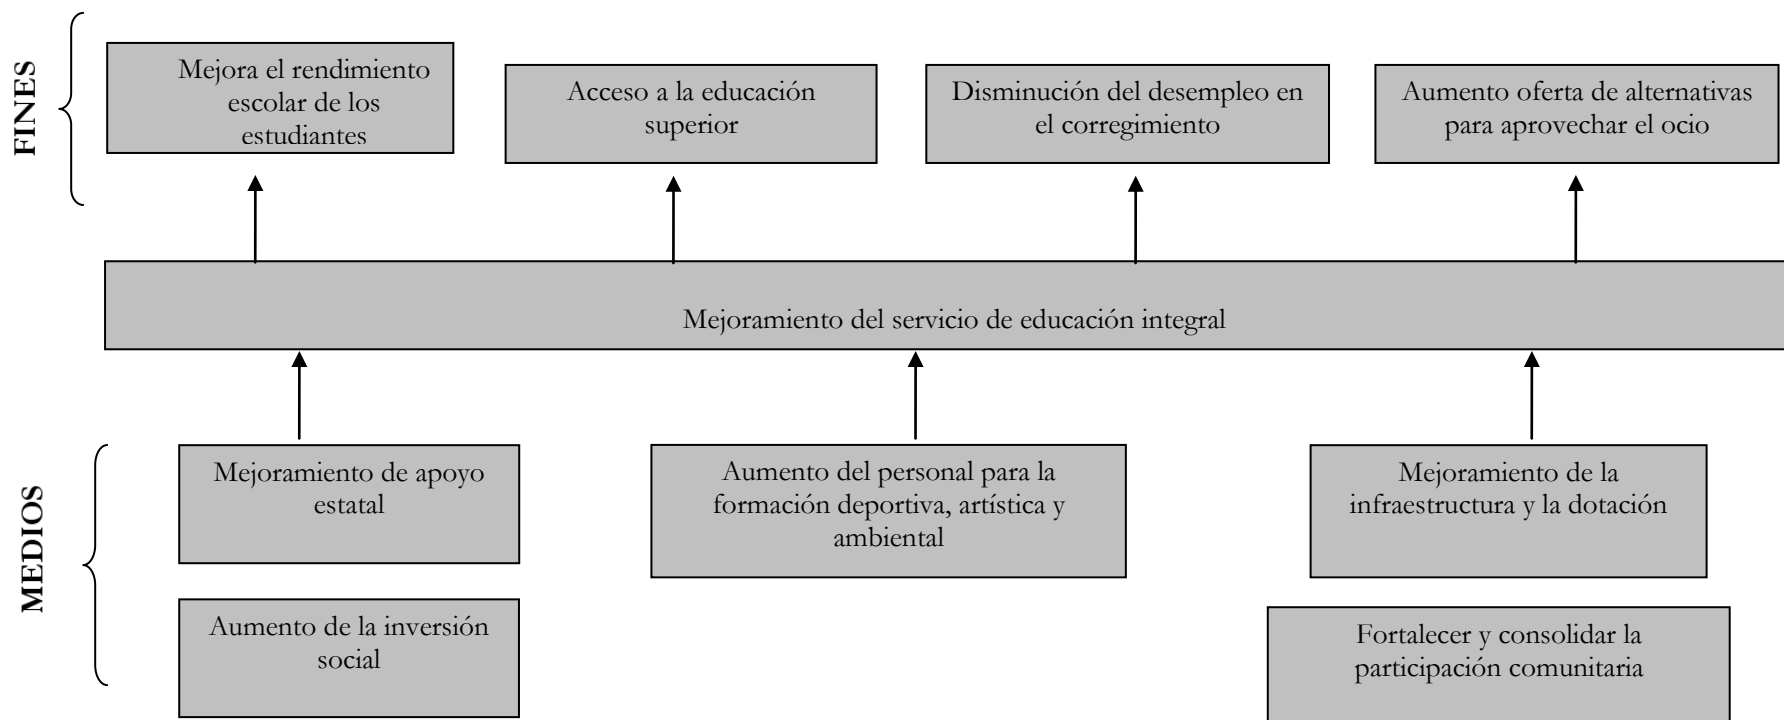 FINES
Mejora el rendimiento
escolar de los
estudiantes
Acceso a la educación
superior
Disminución del desempleo en
el corregimiento
Aumento oferta de alternativas
para aprovechar el ocio
Mejoramiento del servicio de educación integral
MEDIOS
Mejoramiento de apoyo
estatal
Aumento del personal para la
formación deportiva, artística y
ambiental
Mejoramiento de la
infraestructura y la dotación
Aumento de la inversión
social
Fortalecer y consolidar la
participación comunitaria